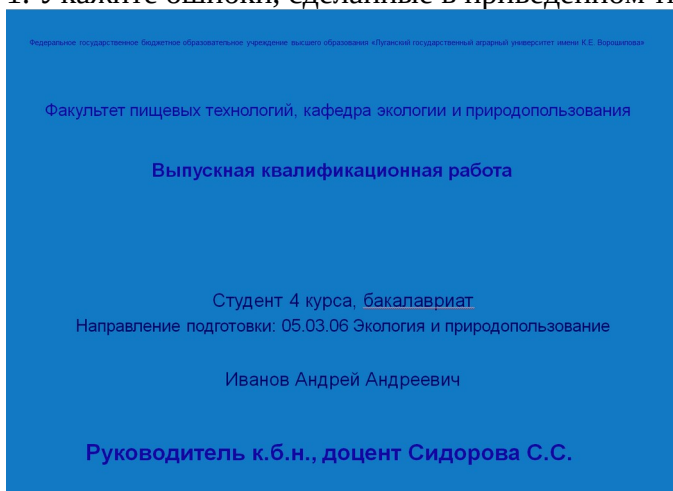 1. Укажите ошибки, сделанные в приведенном
Федеральное государственное бюджетное образовательное учреждение высшего образования «Луганский государственный аграрный университет имени К.Е. Ворошилова»
Факультет пищевых технологий, кафедра экологии и природопользования
Выпускная квалификационная работа
Студент 4 курса, бакалавриат
Направление подготовки: 05.03.06 Экология и природопользование
Иванов Андрей Андреевич
Руководитель к.б.н., доцент Сидорова С.С.